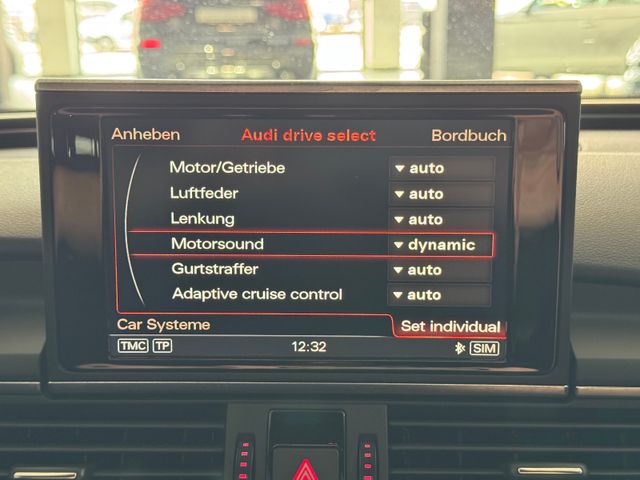 Anheben Audi drive select Bordbuch
Motor/Getriebe auto
Luftfeder auto
Lenkung auto
Motorsound dynamic
Gurtstraffer auto
Adaptive cruise control auto
Car Systeme Set individual
TMC TP 12:32 SIM